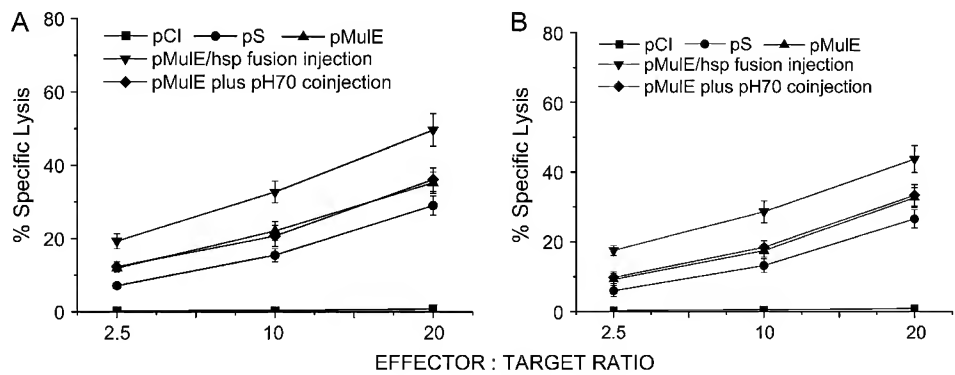 A
% Specific Lysis
80
60
40
20
0
pCI pS pMulE
pMulE/hsp fusion injection
pMulE plus pH70 coinjection
2.5 10 20
B
% Specific Lysis
80
60
40
20
0
pCI pS pMulE
pMulE/hsp fusion injection
pMulE plus pH70 coinjection
2.5 10 20
EFFECTOR : TARGET RATIO